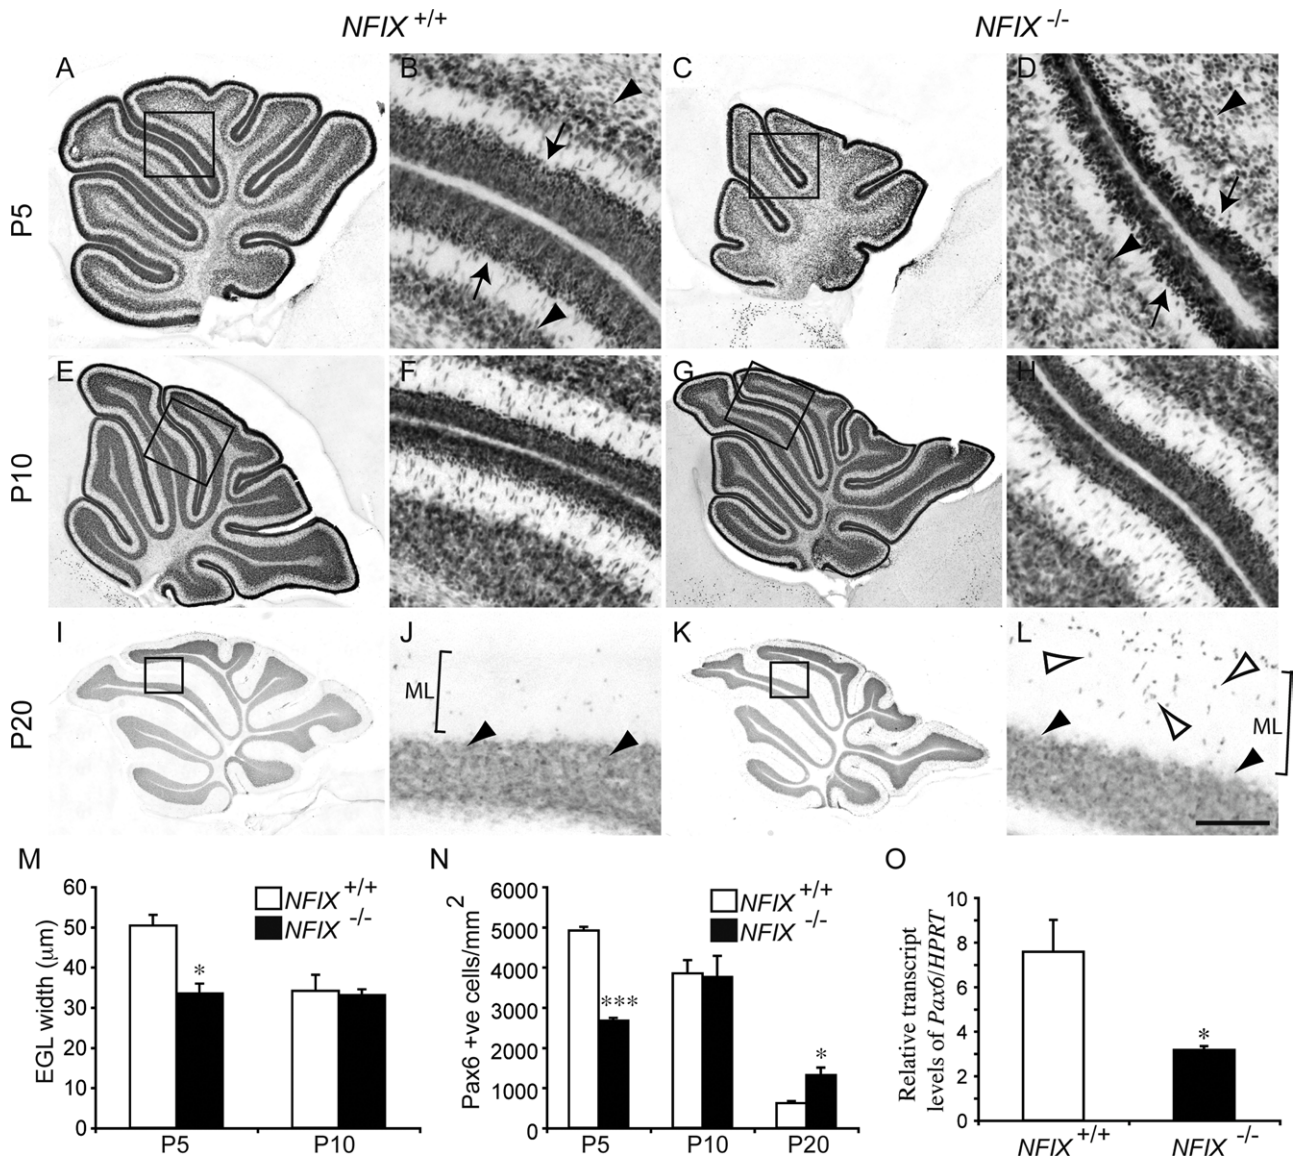 NFIX +/+
NFIX -/-
P5
A
B
C
D
P10
E
F
G
H
P20
I
J
ML
K
L
ML
M
EGL width (µm)
60
50
40
30
20
10
0
NFIX +/+
NFIX -/-
*
P5
P10
N
Pax6 +ve cells/mm2
6000
5000
4000
3000
2000
1000
0
NFIX +/+
NFIX -/-
***
*
P5
P10
P20
O
Relative transcript
levels of Pax6/HPRT
10
8
6
4
2
0
*
NFIX +/+
NFIX -/-